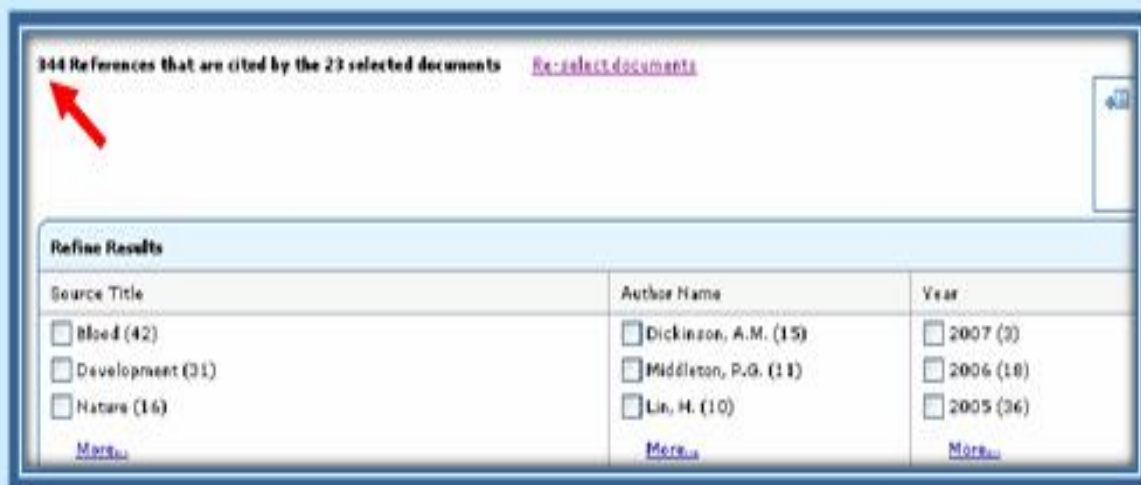 344 References that are cited by the 23 selected documents Re-select documents
Refine Results
Source Title Author Name Year
Blood (42) Dickinson, A.M. (15) 2007 (3)
Development (31) Middleton, P.G. (11) 2006 (18)
Nature (16) Lin, H. (10) 2005 (36)
More... More... More...